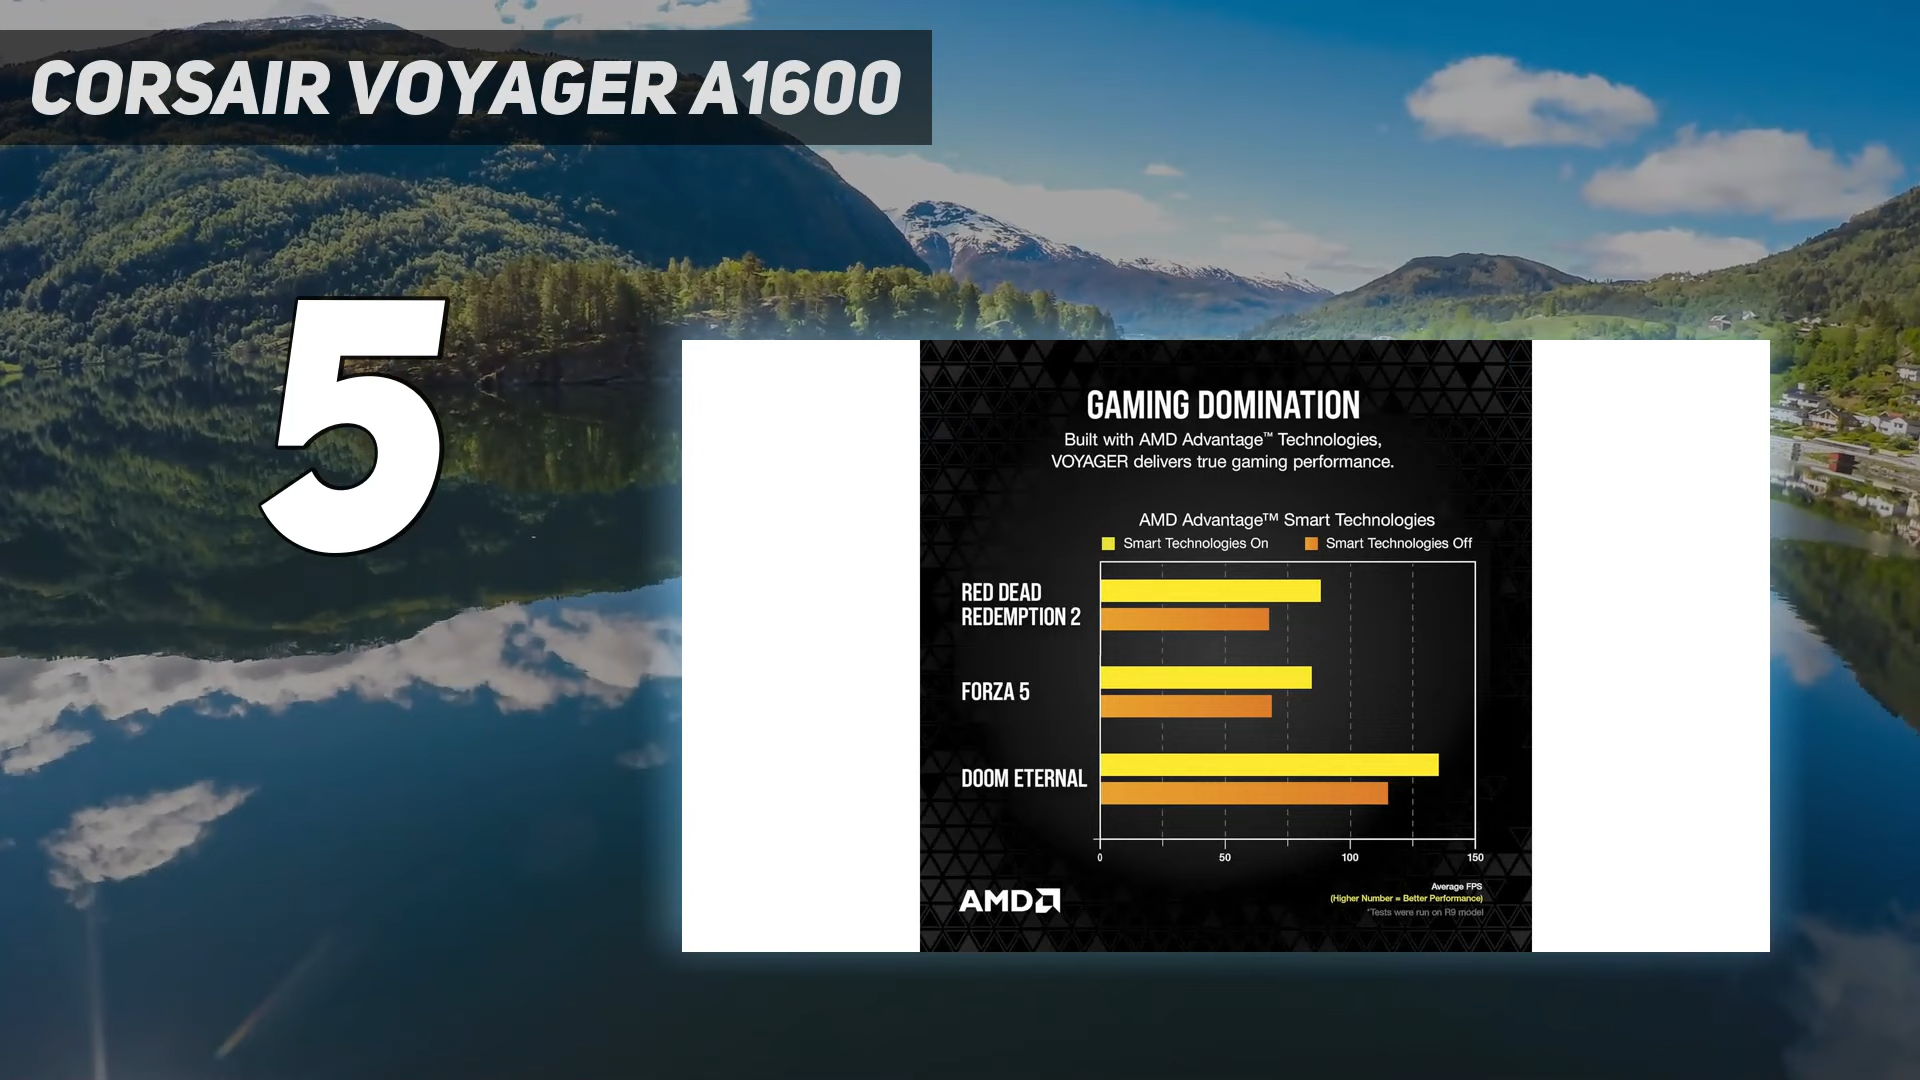 CORSAIR VOYAGER A1600
5
GAMING DOMINATION
Built with AMD Advantage™ Technologies,
VOYAGER delivers true gaming performance.
AMD Advantage™ Smart Technologies
Smart Technologies On
Smart Technologies Off
RED DEAD
REDEMPTION 2
FORZA 5
DOOM ETERNAL
0 50 100 150
Average FPS
(Higher Number = Better Performance)
*Tests were run on R9 model
AMD